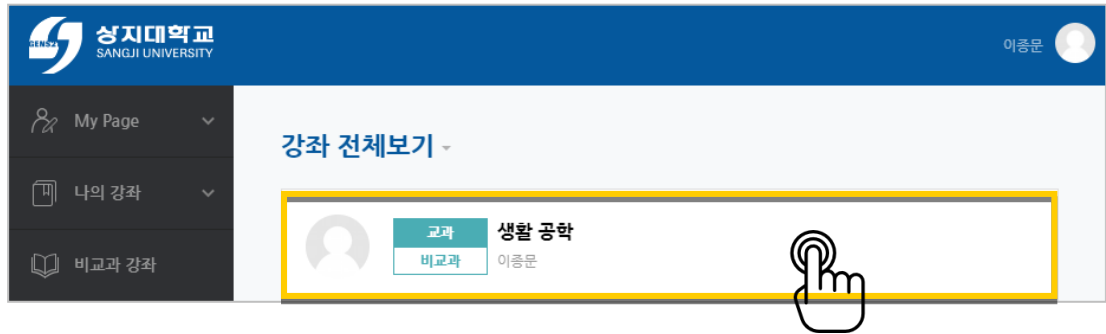 GENS21
상지대학교
SANGJI UNIVERSITY
이종문
My Page
나의 강좌
비교과 강좌
강좌 전체보기
교과
생활 공학
비교과
이종문